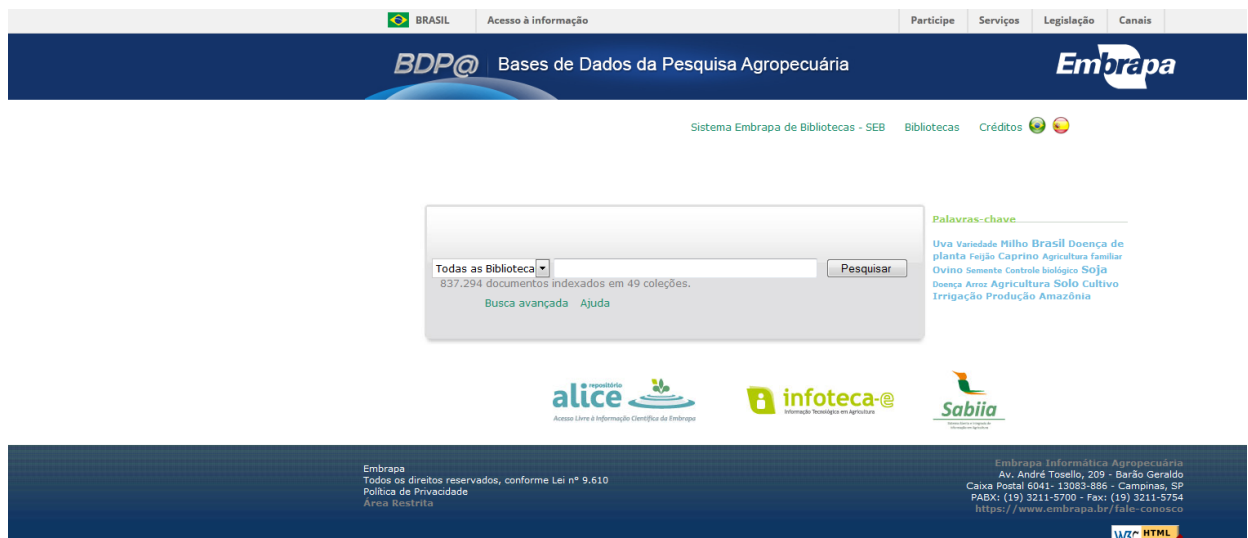 BRASIL Acesso à informação Participe Serviços Legislação Canais
BDP@ Bases de Dados da Pesquisa Agropecuária Embrapa
Sistema Embrapa de Bibliotecas - SEB Bibliotecas Créditos
Palavras-chave
Uva Variedade Milho Brasil Doença de
planta Feijão Caprino Agricultura familiar
Ovino Semente Controle biológico Soja
Doença Arroz Agricultura Solo Cultivo
Irrigação Produção Amazônia
Todas as Biblioteca Pesquisar
837.294 documentos indexados em 49 coleções.
Busca avançada Ajuda
repositório
alice
Acesso Livre à Informação Científica da Embrapa
infoteca-e
Informação Tecnológica em Agricultura
Sabiia
Embrapa
Todos os direitos reservados, conforme Lei n° 9.610
Política de Privacidade
Área Restrita
Embrapa Informática Agropecuária
Av. André Tosello, 209 - Barão Geraldo
Caixa Postal 6041- 13083-886 - Campinas, SP
PABX: (19) 3211-5700 - Fax: (19) 3211-5754
https://www.embrapa.br/fale-conosco
W3C HTML